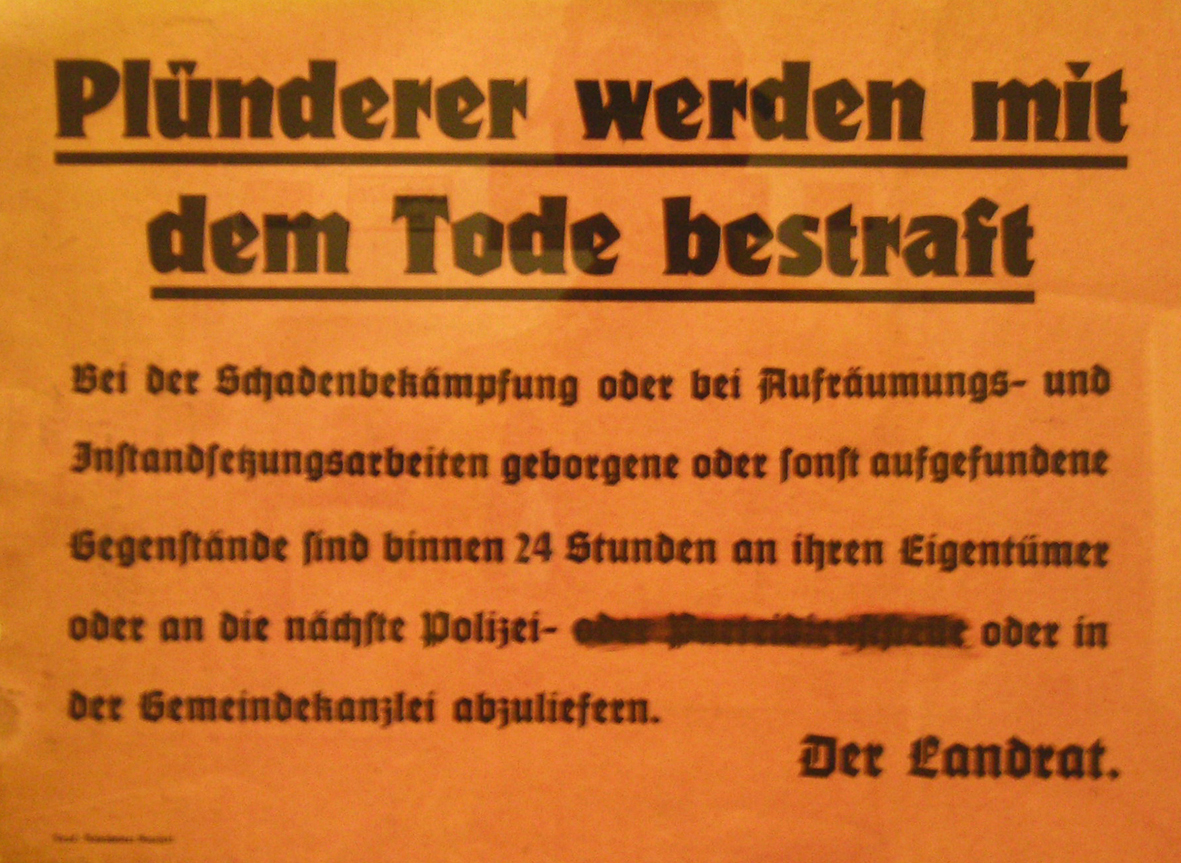 Plünderer werden mit
dem Tode bestraft
Bei der Schadenbekämpfung oder bei Aufräumungs- und
Inſtandſetzungsarbeiten geborgene oder ſonſt aufgefundene
Gegenſtände ſind binnen 24 Stunden an ihren Eigentümer
oder an die nächſte Polizei- oder in
der Gemeindekanzlei abzuliefern.
Der Landrat.